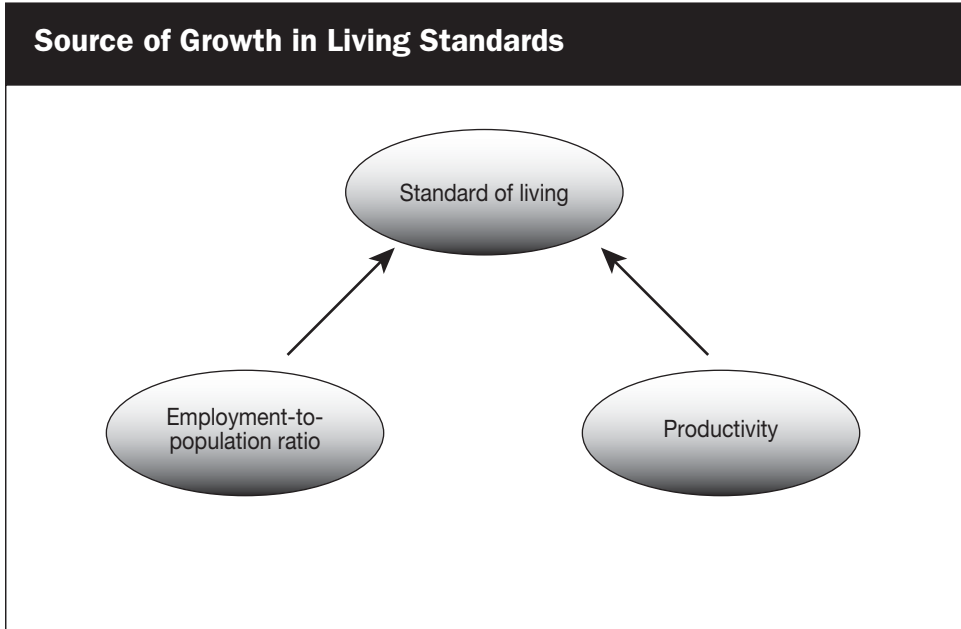 Source of Growth in Living Standards
Standard of living
Employment-to-
population ratio
Productivity